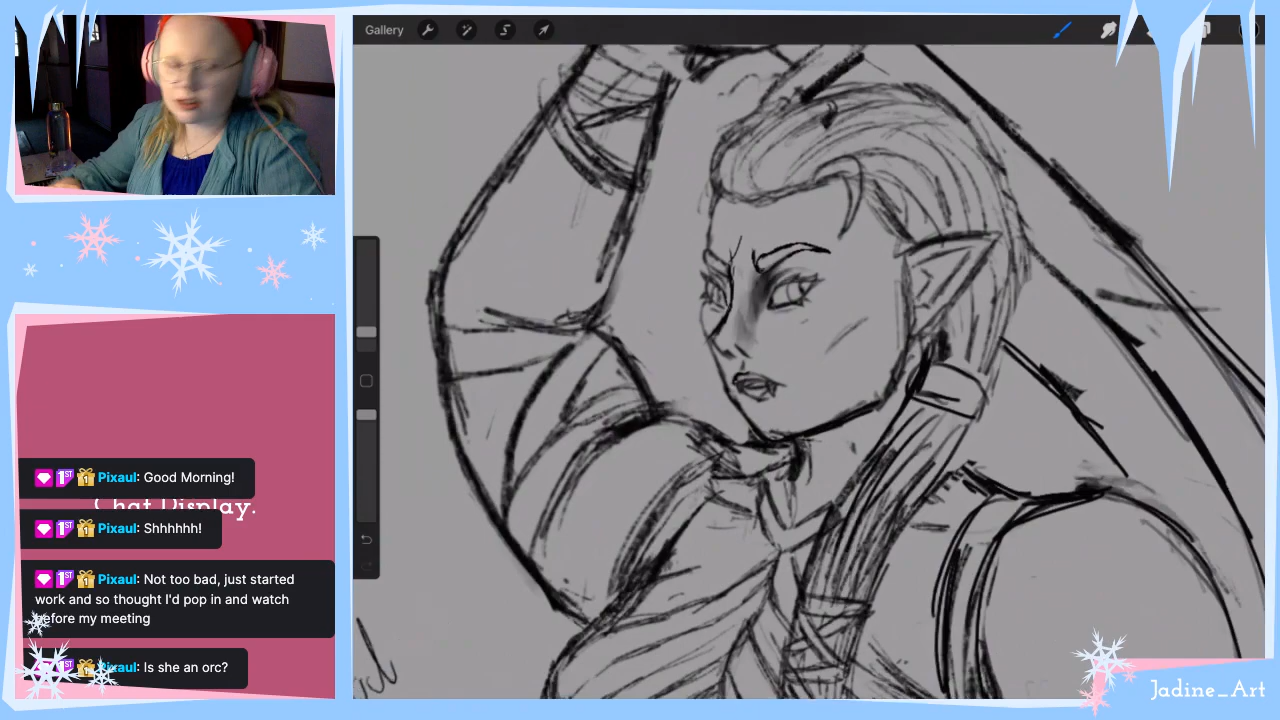 Gallery
Pixaul: Good Morning!
Chat Display.
Pixaul: Shhhhhh!
Pixaul: Not too bad, just started
work and so thought I'd pop in and watch
before my meeting
Pixaul: Is she an orc?
Jadine_Art